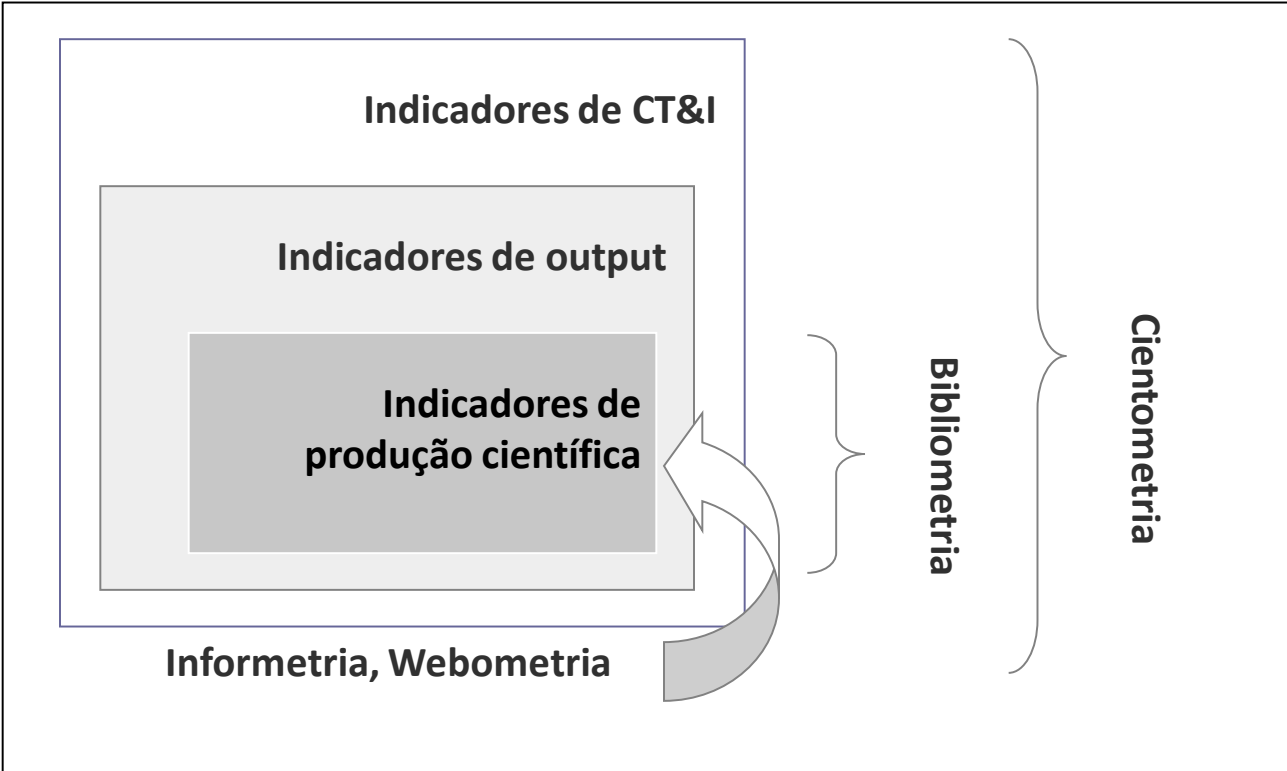 Indicadores de CT&I
Indicadores de output
Indicadores de
produção científica
Bibliometria
Cientometria
Informetria, Webometria